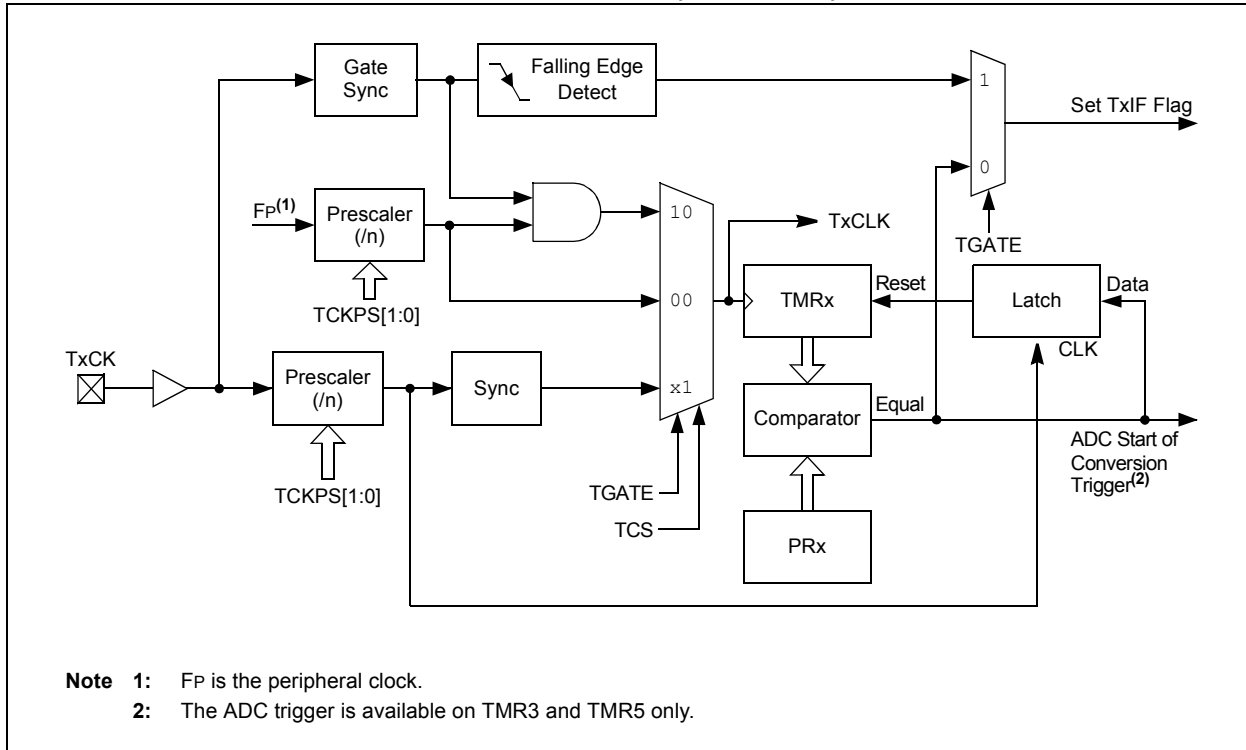 Gate
Sync
Falling Edge
Detect
1
Set TxIF Flag
0
FP(1)
Prescaler
(/n)
10
TxCLK
TGATE
TCKPS[1:0]
00
TMRx
Reset
Latch
Data
CLK
TxCK
Prescaler
(/n)
Sync
x1
Comparator
Equal
ADC Start of
Conversion
Trigger(2)
TCKPS[1:0]
TGATE
TCS
PRx
Note 1: FP is the peripheral clock.
2: The ADC trigger is available on TMR3 and TMR5 only.